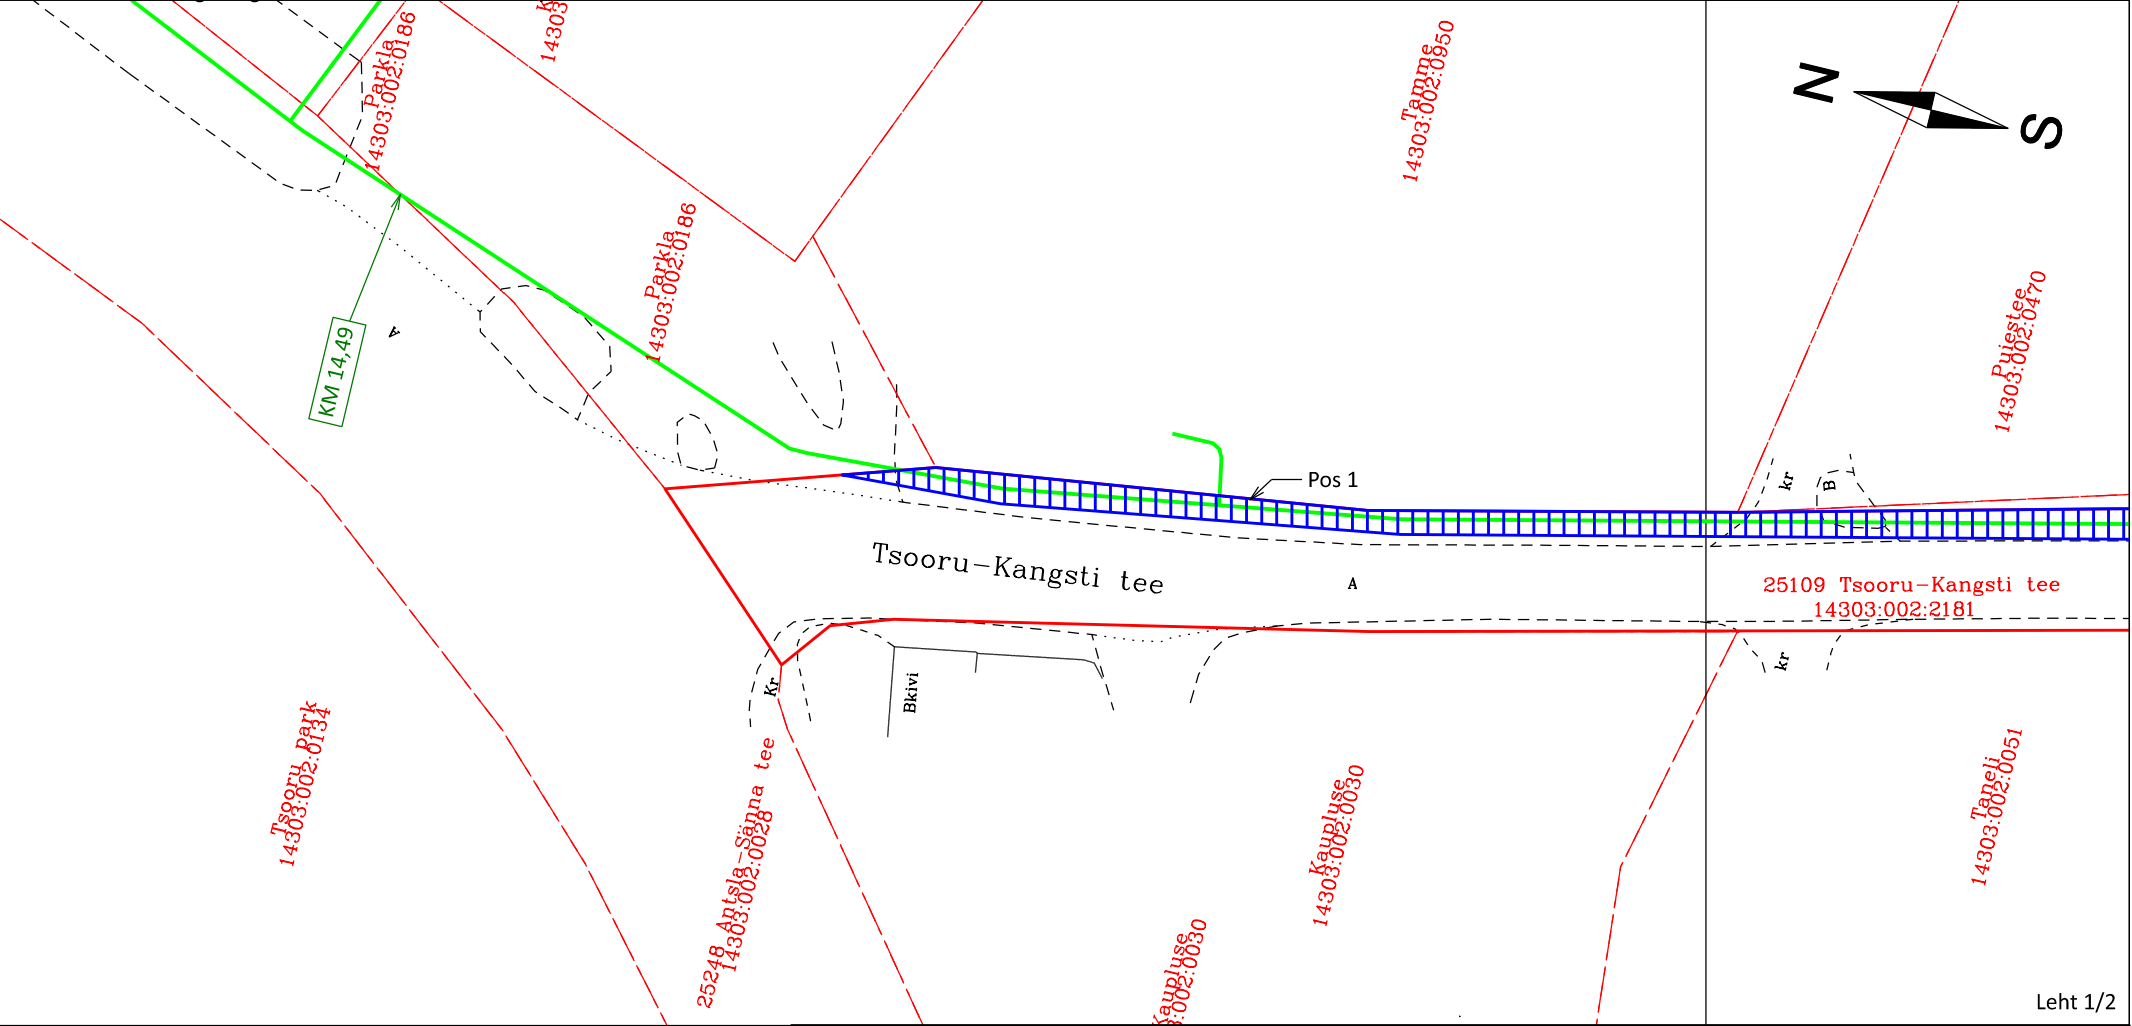 Parkla
14303:002:0186
14303
Tamme
14303:002:0950
N
S
Parkla
14303:002:0186
KM 14,49
A
Puiestee
14303:002:0470
Pos 1
kr
B
Tsooru-Kangsti tee
A
25109 Tsooru-Kangsti tee
14303:002:2181
Kr
Bkivi
kr
Tsooru park
14303:002:0134
25248 Antsla-Sänna tee
14303:002:0028
Kaupluse
14303:002:0030
Taneli
14303:002:0051
Kaupluse
3:002:0030
Leht 1/2